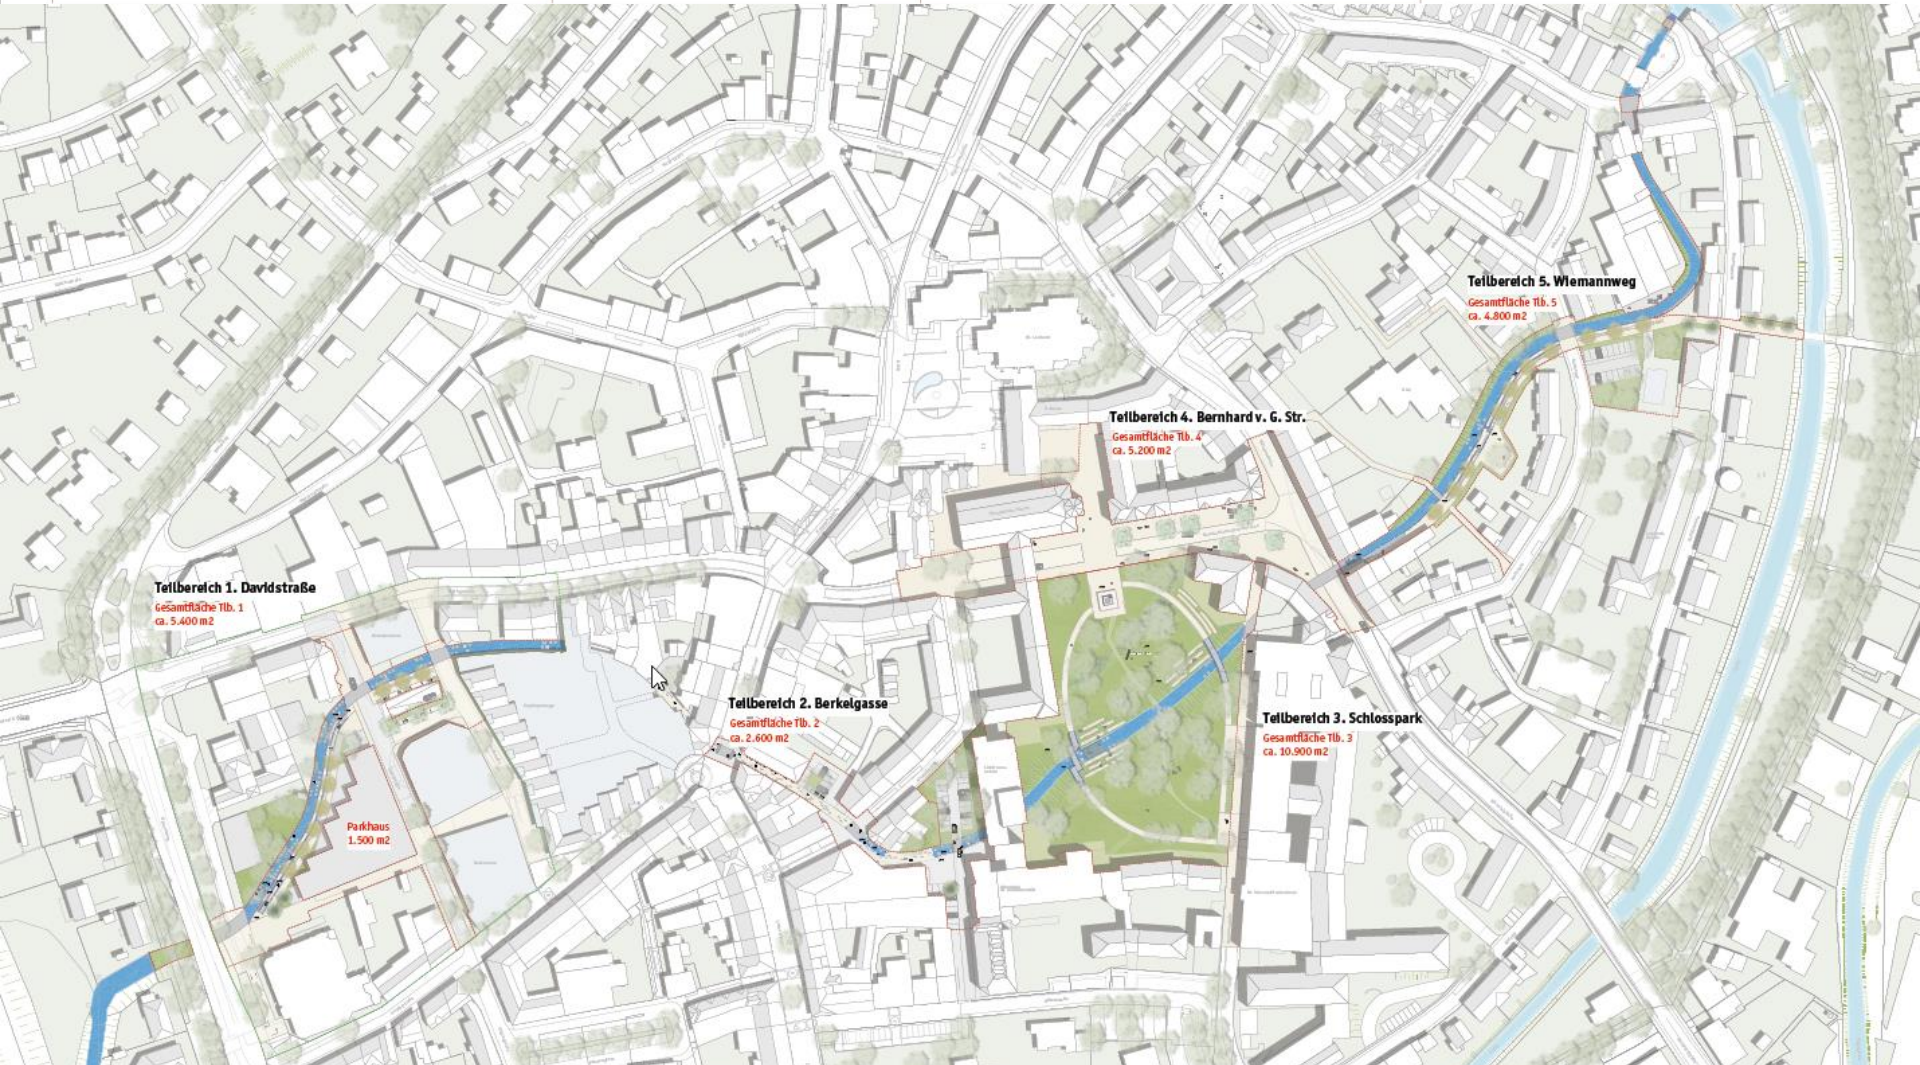 Teilbereich 5. Wiemannweg
Gesamtfläche Tlb. 5
ca. 4.800 m2
Teilbereich 4. Bernhard v. G. Str.
Gesamtfläche Tlb. 4
ca. 5.200 m2
Teilbereich 1. Davidstraße
Gesamtfläche Tlb. 1
ca. 5.400 m2
Teilbereich 2. Berkelgasse
Gesamtfläche Tlb. 2
ca. 2.600 m2
Teilbereich 3. Schlosspark
Gesamtfläche Tlb. 3
ca. 10.900 m2
Parkhaus
1.500 m2